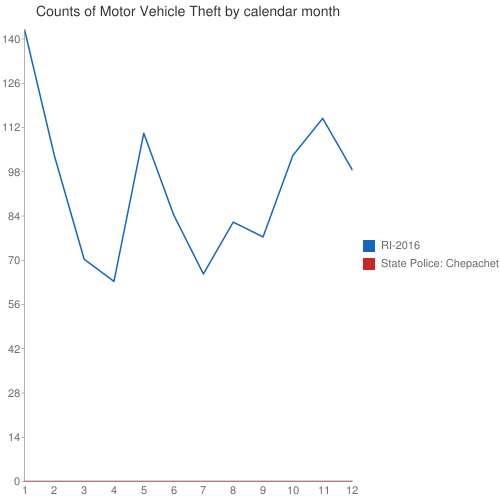 Counts of Motor Vehicle Theft by calendar month
140
126
112
98
84
70
56
42
28
14
0
1 2 3 4 5 6 7 8 9 10 11 12
RI-2016
State Police: Chepachet